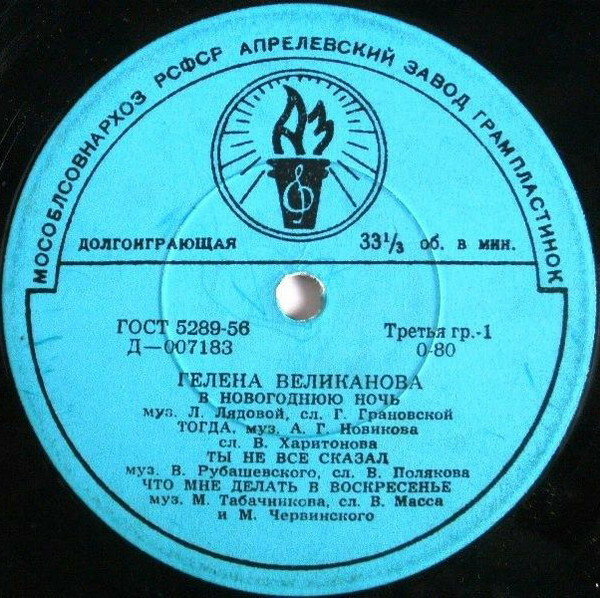 МОСОБЛСОВНАРХОЗ РСФСР АПРЕЛЕВСКИЙ ЗАВОД ГРАМПЛАСТИНОК
АЗ
ДОЛГОИГРАЮЩАЯ 33⅓ об. в мин.
ГОСТ 5289-56 Третья гр.-1
Д—007183 0-80
ГЕЛЕНА ВЕЛИКАНОВА
В НОВОГОДНЮЮ НОЧЬ
муз. Л. Лядовой, сл. Г. Грановской
ТОГДА, муз. А. Г. Новикова
сл. В. Харитонова
ТЫ НЕ ВСЕ СКАЗАЛ
муз. В. Рубашевского, сл. В. Полякова
ЧТО МНЕ ДЕЛАТЬ В ВОСКРЕСЕНЬЕ
муз. М. Табачникова, сл. В. Масса
и М. Червинского